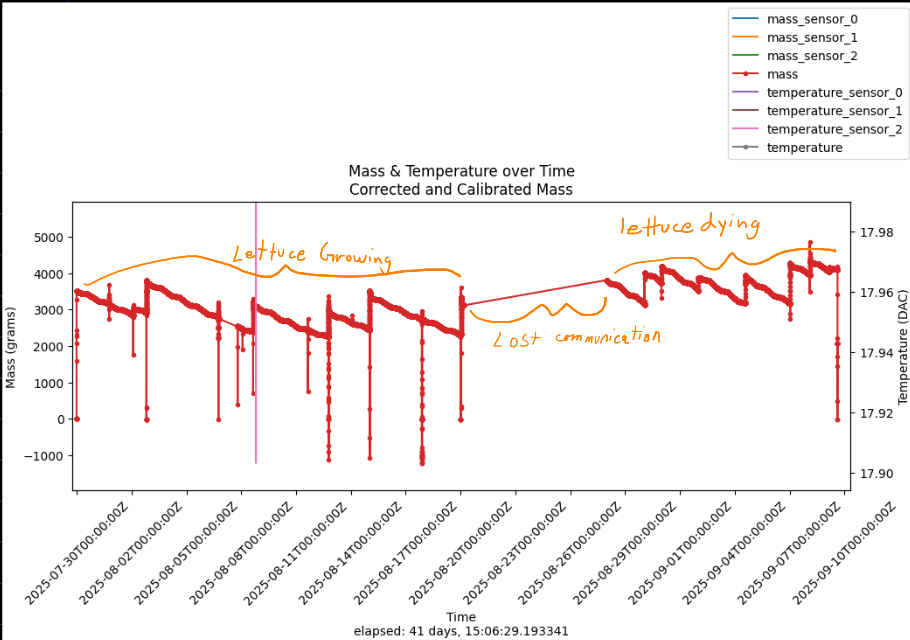 mass_sensor_0
mass_sensor_1
mass_sensor_2
mass
temperature_sensor_0
temperature_sensor_1
temperature_sensor_2
temperature
Mass & Temperature over Time
Corrected and Calibrated Mass
Lettuce Growing
lettuce dying
Lost communication
5000
4000
3000
2000
1000
0
−1000
Mass (grams)
17.98
17.96
17.94
17.92
17.90
Temperature (DAC)
2025-07-30T00:00:00Z
2025-08-02T00:00:00Z
2025-08-05T00:00:00Z
2025-08-08T00:00:00Z
2025-08-11T00:00:00Z
2025-08-14T00:00:00Z
2025-08-17T00:00:00Z
2025-08-20T00:00:00Z
2025-08-23T00:00:00Z
2025-08-26T00:00:00Z
2025-08-29T00:00:00Z
2025-09-01T00:00:00Z
2025-09-04T00:00:00Z
2025-09-07T00:00:00Z
2025-09-10T00:00:00Z
Time
elapsed: 41 days, 15:06:29.193341